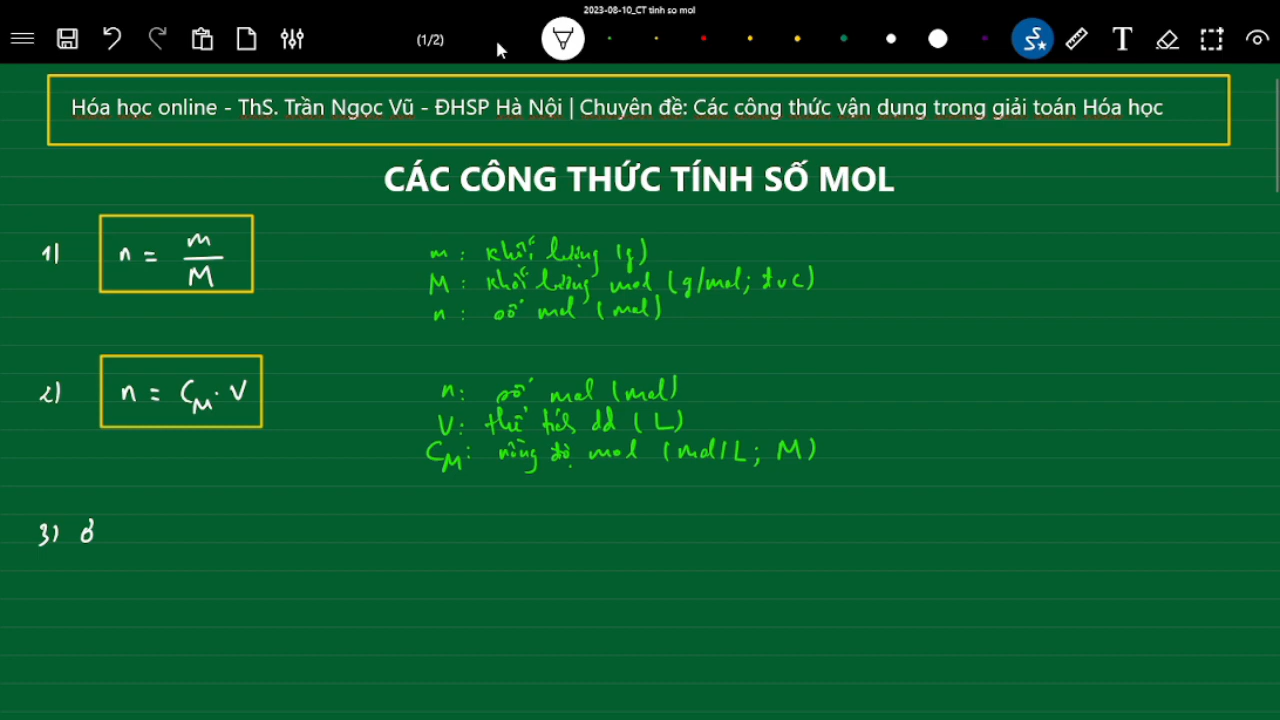 2023-08-10_CT tinh so mol
(1/2)
T
Hóa học online - ThS. Trần Ngọc Vũ - ĐHSP Hà Nội | Chuyên đề: Các công thức vận dụng trong giải toán Hóa học
CÁC CÔNG THỨC TÍNH SỐ MOL
1) n = m/M
m: khối lượng (g)
M: khối lượng mol (g/mol; đvC)
n: số mol (mol)
2) n = C_M . V
n: số mol (mol)
V: thể tích dd (L)
C_M: nồng độ mol (mol/L; M)
3) ở